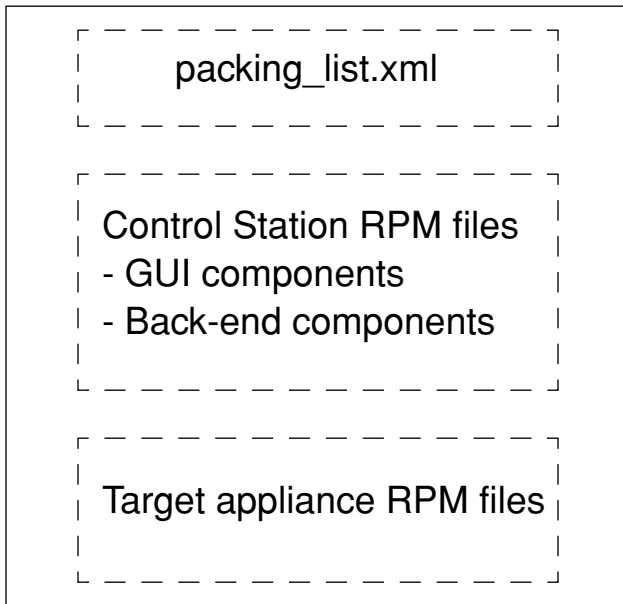 packing_list.xml
Control Station RPM files
- GUI components
- Back-end components
Target appliance RPM files